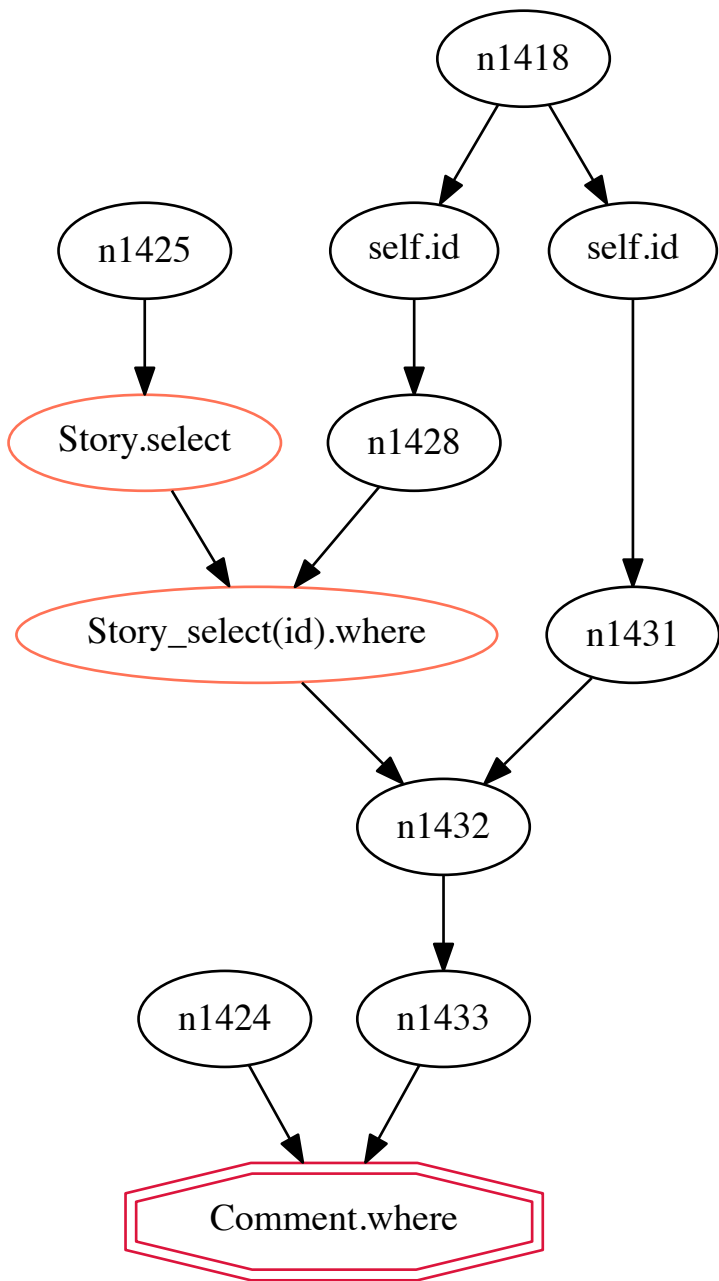 n1418
n1425
self.id
self.id
Story.select
n1428
Story_select(id).where
n1431
n1432
n1424
n1433
Comment.where